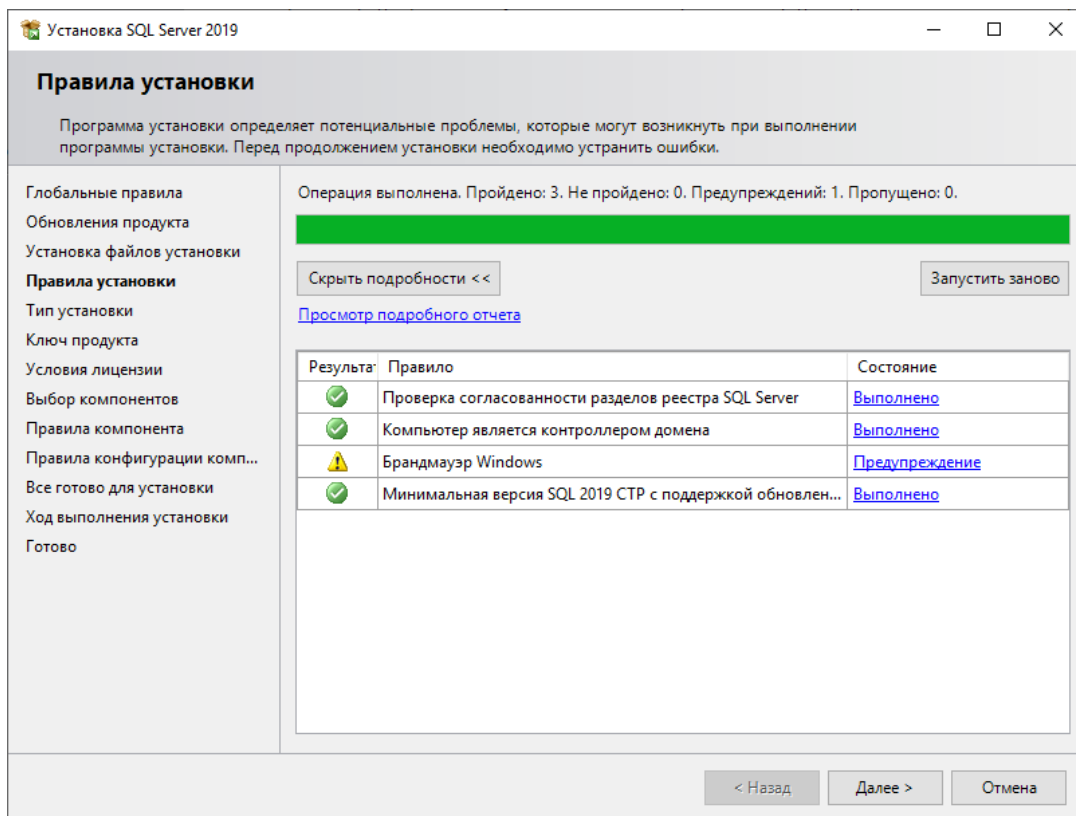 Установка SQL Server 2019
Правила установки
Программа установки определяет потенциальные проблемы, которые могут возникнуть при выполнении
программы установки. Перед продолжением установки необходимо устранить ошибки.
Глобальные правила
Обновления продукта
Установка файлов установки
Правила установки
Тип установки
Ключ продукта
Условия лицензии
Выбор компонентов
Правила компонента
Правила конфигурации комп...
Все готово для установки
Ход выполнения установки
Готово
Операция выполнена. Пройдено: 3. Не пройдено: 0. Предупреждений: 1. Пропущено: 0.
Скрыть подробности << Запустить заново
Просмотр подробного отчета
Результат Правило Состояние
Проверка согласованности разделов реестра SQL Server Выполнено
Компьютер является контроллером домена Выполнено
Брандмауэр Windows Предупреждение
Минимальная версия SQL 2019 CTP с поддержкой обновлен... Выполнено
< Назад Далее > Отмена